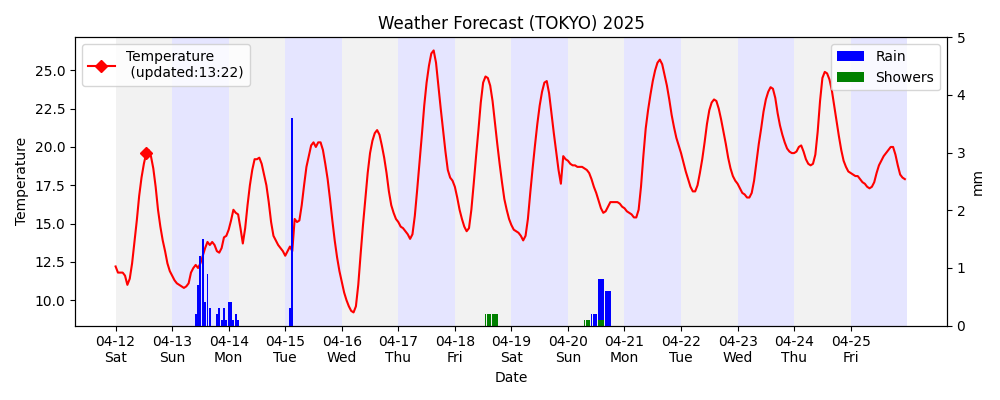 Weather Forecast (TOKYO) 2025
Temperature
(updated:13:22)
Rain
Showers
Temperature
25.0
22.5
20.0
17.5
15.0
12.5
10.0
5
4
3
2
1
0
mm
04-12 04-13 04-14 04-15 04-16 04-17 04-18 04-19 04-20 04-21 04-22 04-23 04-24 04-25
Sat Sun Mon Tue Wed Thu Fri Sat Sun Mon Tue Wed Thu Fri
Date